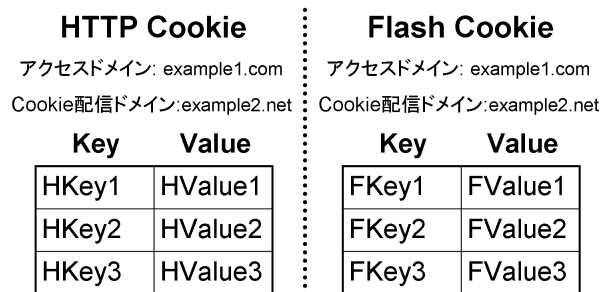 HTTP Cookie
アクセスドメイン: example1.com
Cookie配信ドメイン:example2.net
Key Value
HKey1 HValue1
HKey2 HValue2
HKey3 HValue3
Flash Cookie
アクセスドメイン: example1.com
Cookie配信ドメイン:example2.net
Key Value
FKey1 FValue1
FKey2 FValue2
FKey3 FValue3